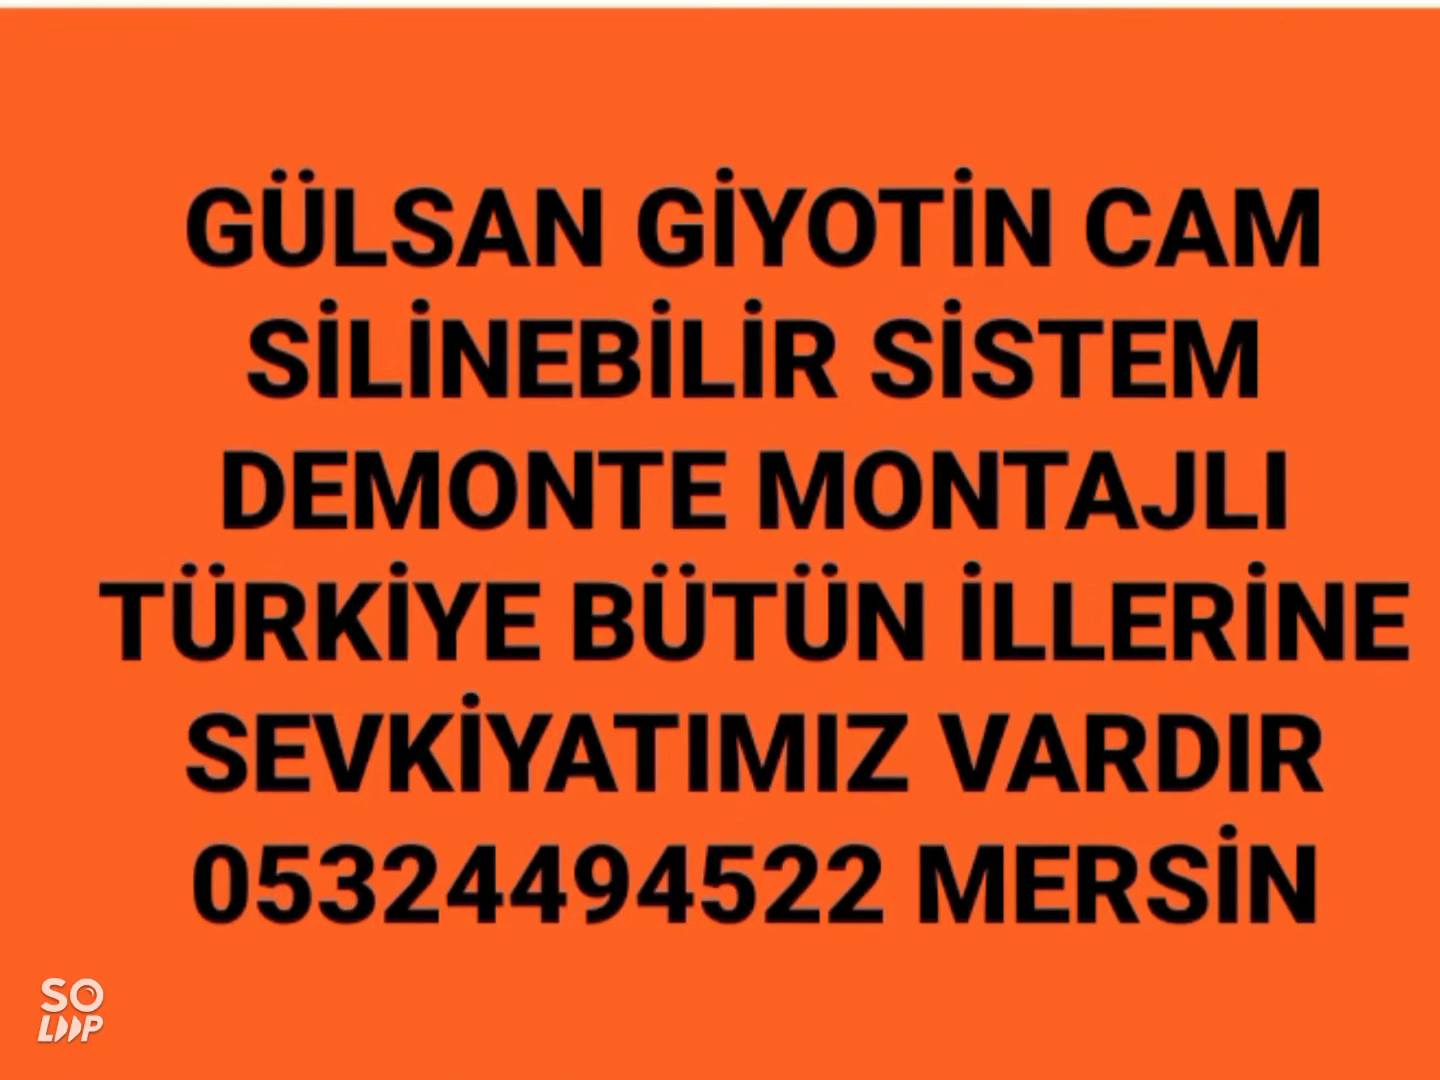 GÜLSAN GİYOTİN CAM
SİLİNEBİLİR SİSTEM
DEMONTE MONTAJLI
TÜRKİYE BÜTÜN İLLERİNE
SEVKİYATIMIZ VARDIR
05324494522 MERSİN
SO
LOOP